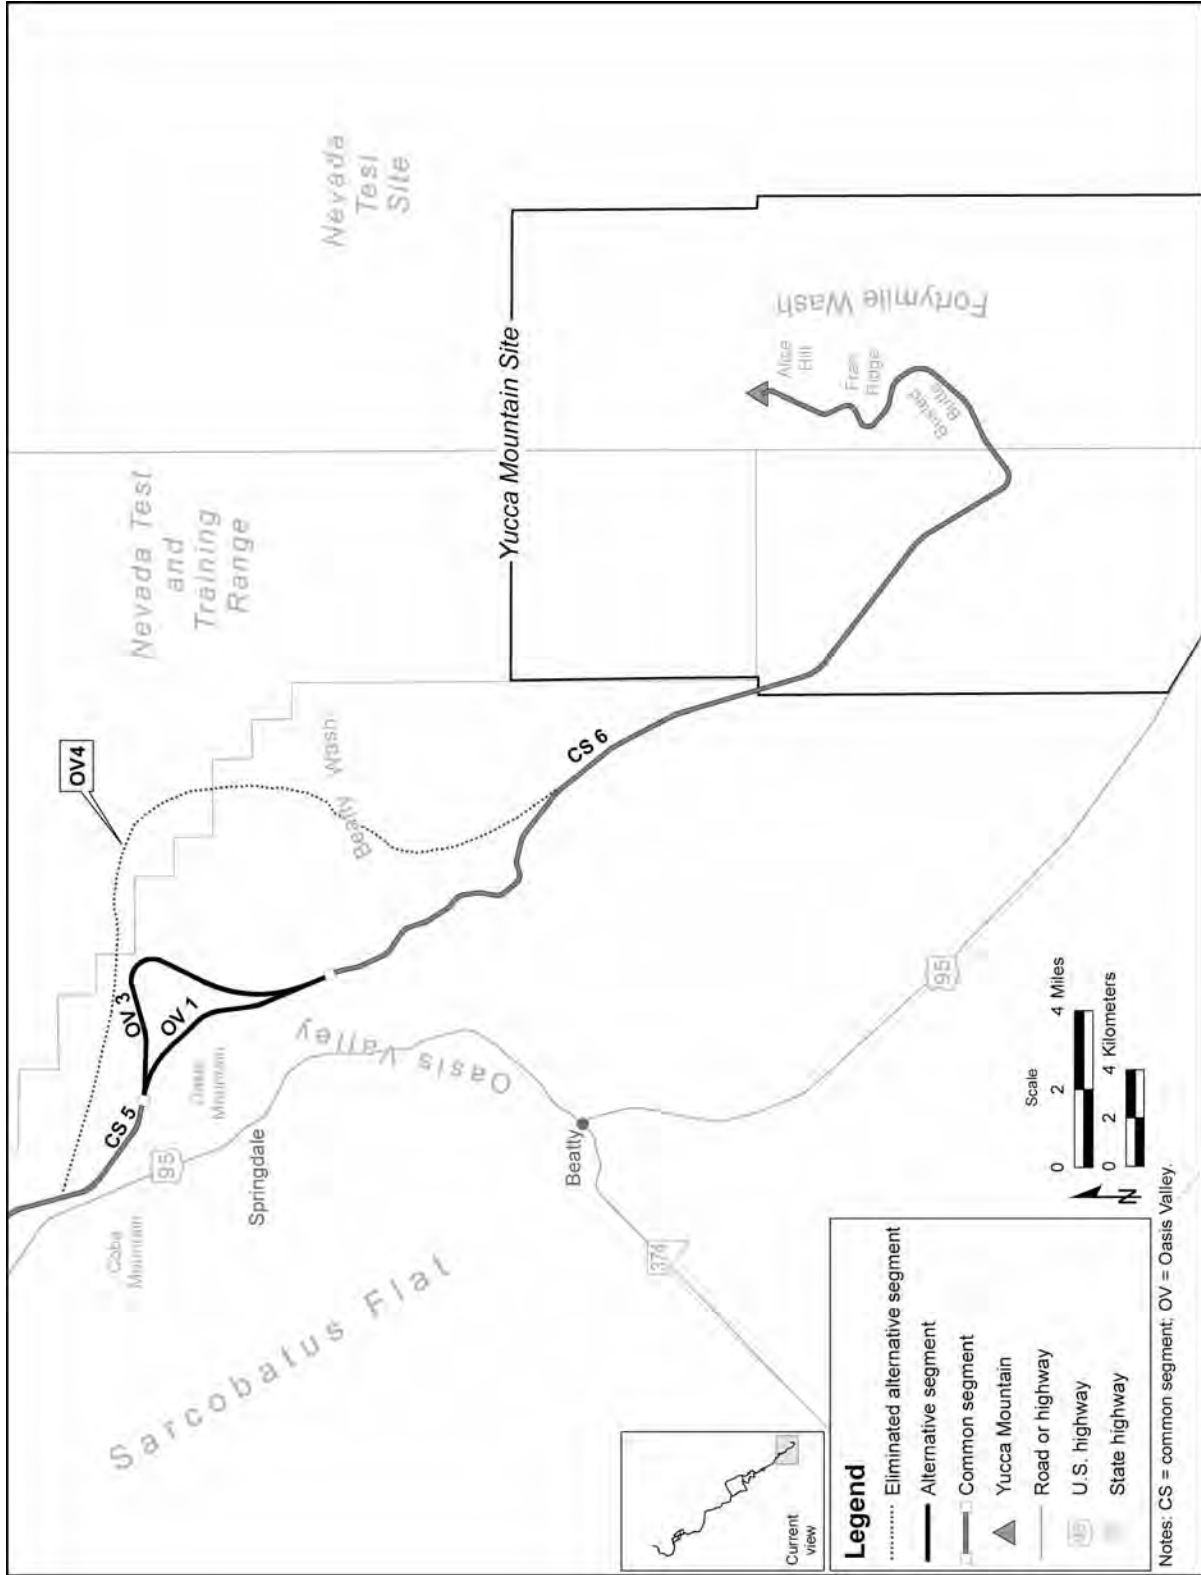 Nevada
Test
Site
Nevada Test
and
Training
Range
OV4
Beatty Wash
Yucca Mountain Site
Fortymile Wash
Alice
Hill
Fran
Ridge
Busted
Butte
CS 6
OV 3
OV 1
CS 5
Oasis
Mountain
Oasis Valley
95
Springdale
Coba
Mountain
Sarcobatus Flat
Beatty
95
374
Scale
0 2 4 Miles
0 2 4 Kilometers
N
Current
view
Legend
Eliminated alternative segment
Alternative segment
Common segment
Yucca Mountain
Road or highway
95
U.S. highway
State highway
Notes: CS = common segment; OV = Oasis Valley.